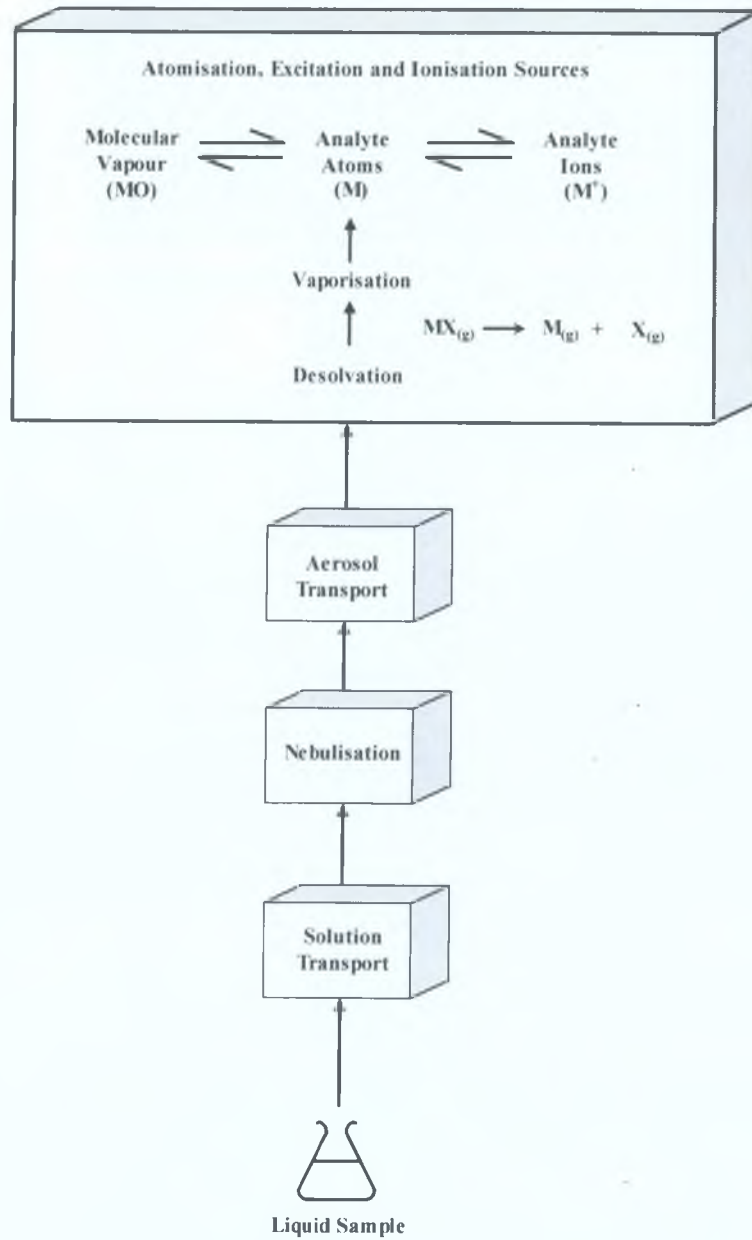 Atomisation, Excitation and Ionisation Sources
Molecular Vapour (MO)
Analyte Atoms (M)
Analyte Ions (M⁺)
Vaporisation
MX(g) → M(g) + X(g)
Desolvation
Aerosol
Transport
Nebulisation
Solution
Transport
Liquid Sample